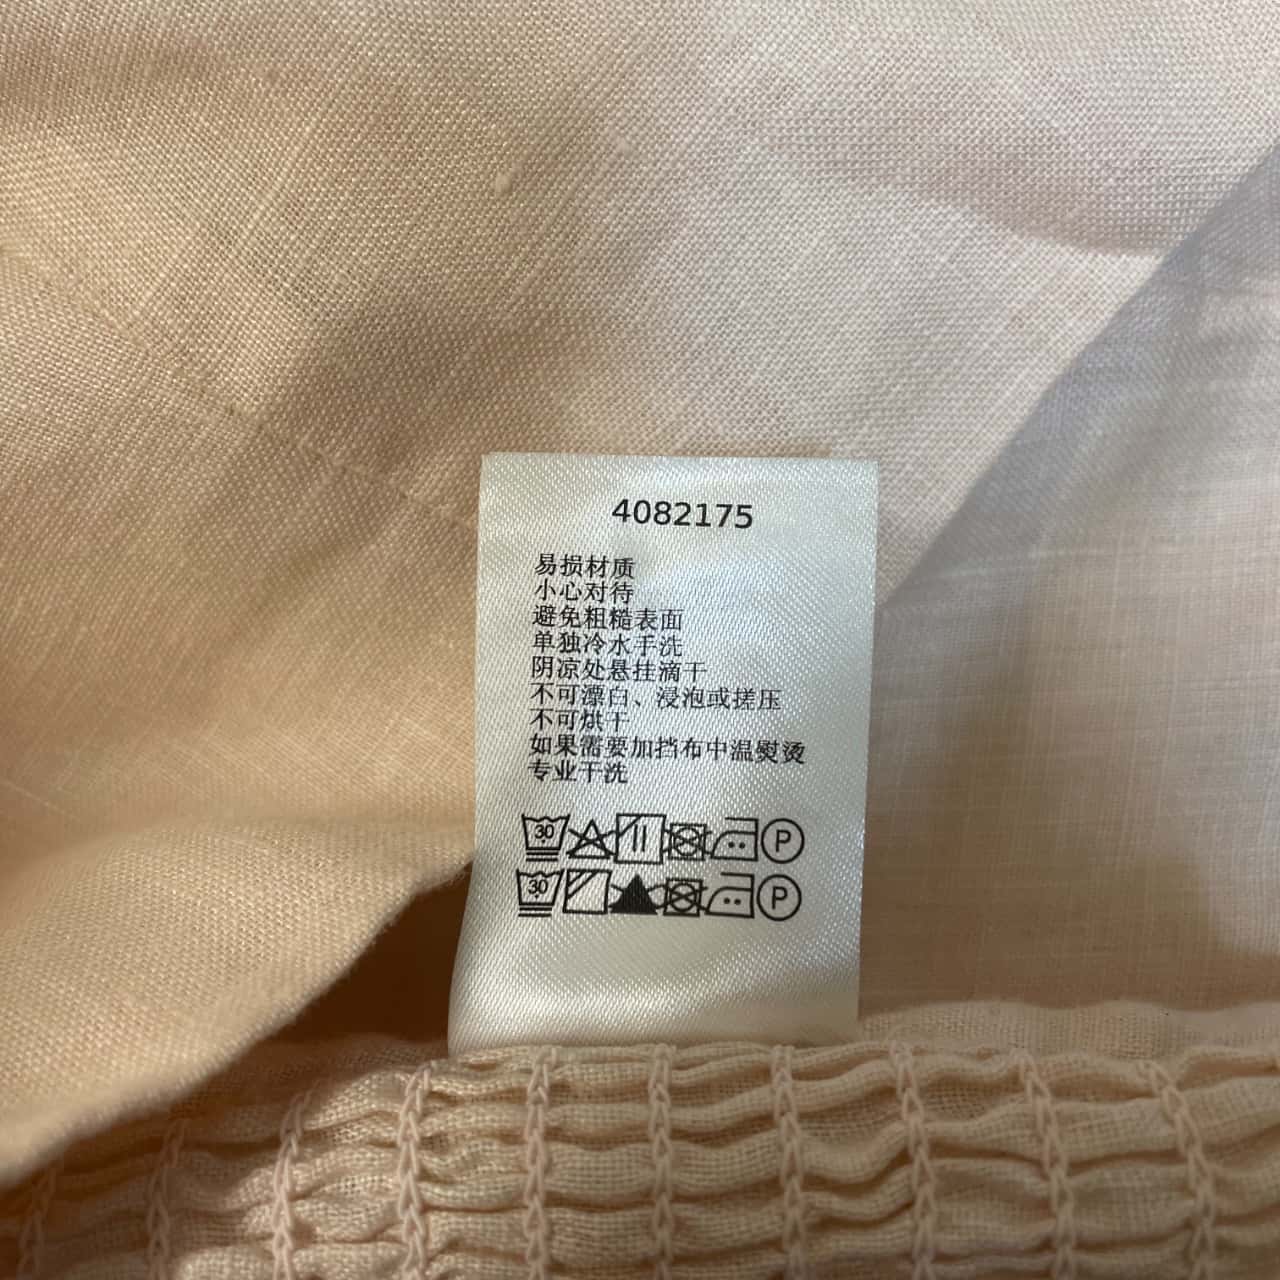 4082175
易损材质
小心对待
避免粗糙表面
单独冷水手洗
阴凉处悬挂滴干
不可漂白、浸泡或搓压
不可烘干
如果需要加挡布中温熨烫
专业干洗
30 P
30 P